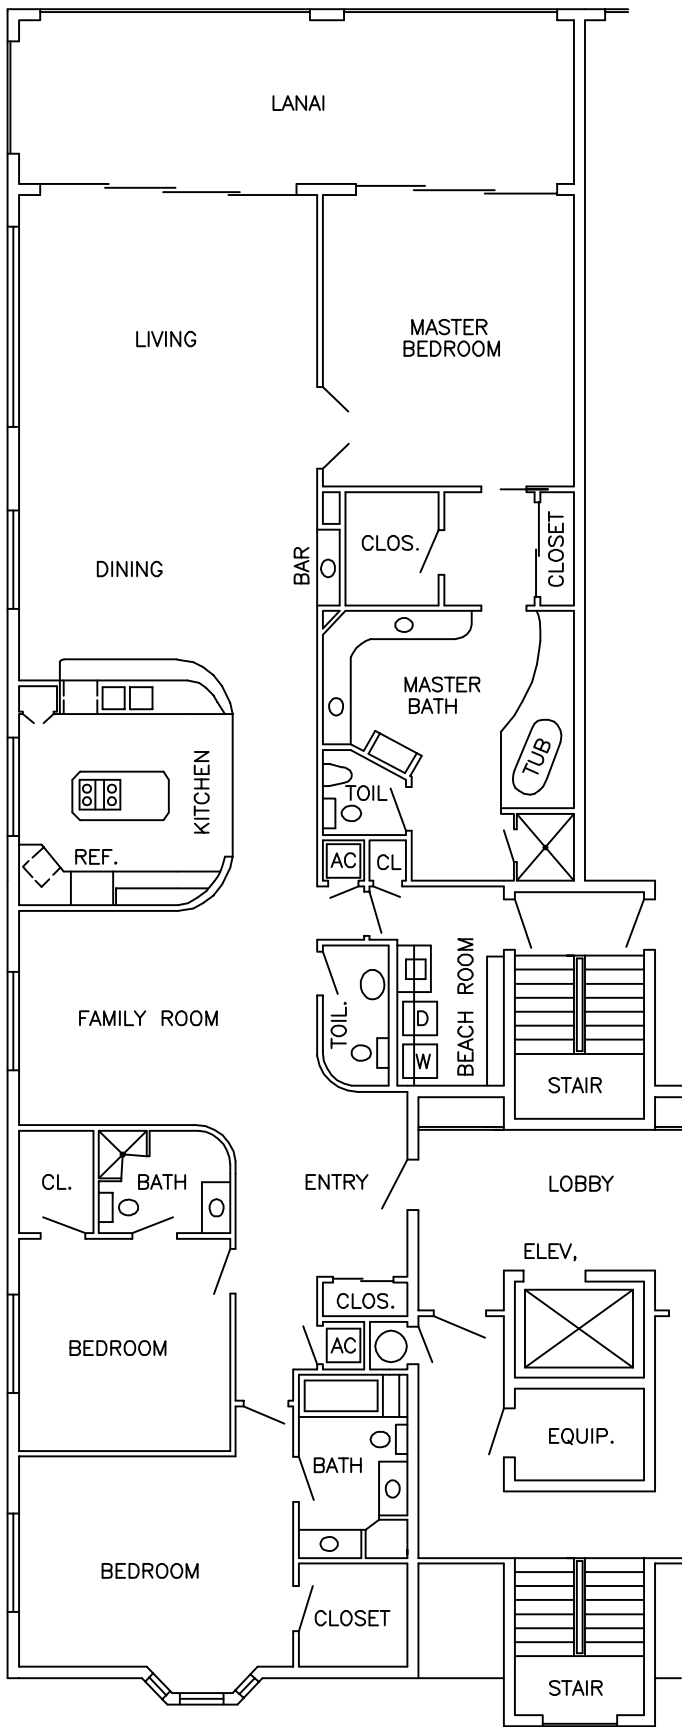 LANAI
LIVING
MASTER
BEDROOM
CLOS.
CLOSET
BAR
DINING
MASTER
BATH
TUB
KITCHEN
TOIL
REF.
AC
CL
BEACH ROOM
TOIL.
D
W
FAMILY ROOM
STAIR
CL.
BATH
ENTRY
LOBBY
ELEV,
CLOS.
BEDROOM
AC
EQUIP.
BATH
BEDROOM
CLOSET
STAIR